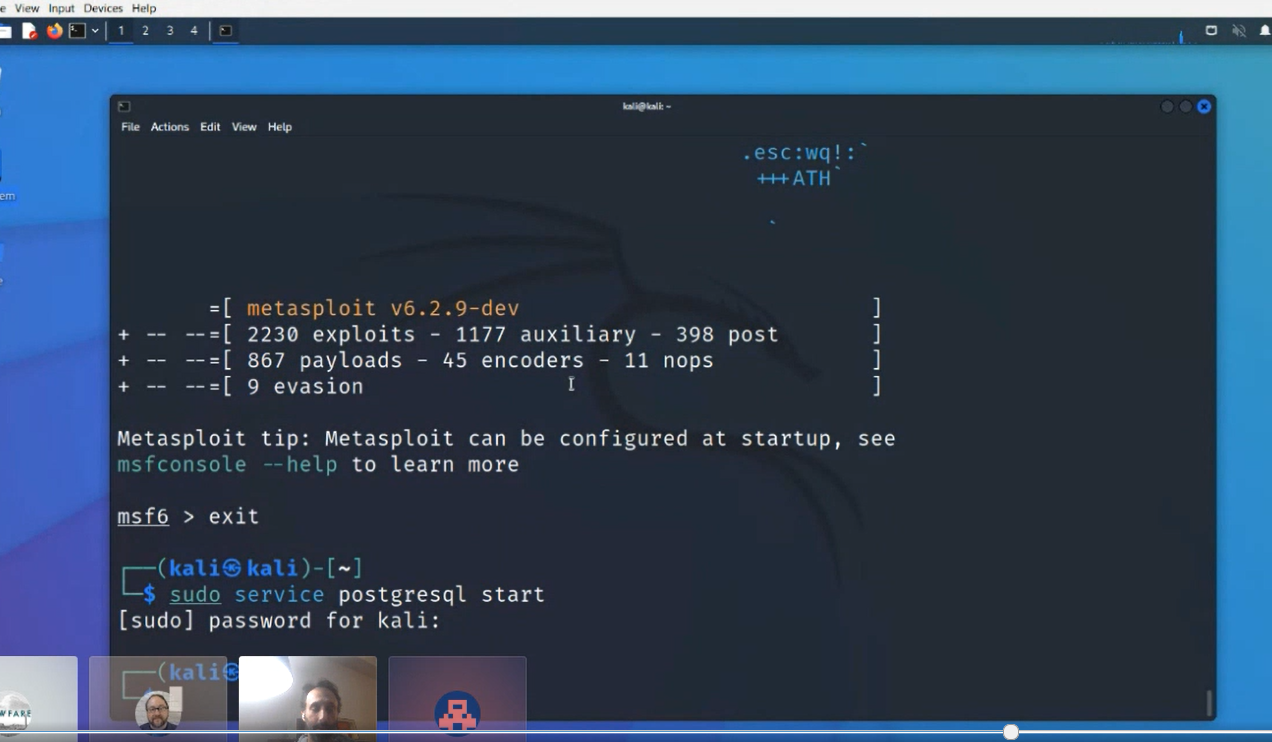 View Input Devices Help
1 2 3 4
kali@kali: ~
File Actions Edit View Help
.esc:wq!:`
+++ATH`
`
em
=[ metasploit v6.2.9-dev ]
+ -- --=[ 2230 exploits - 1177 auxiliary - 398 post ]
+ -- --=[ 867 payloads - 45 encoders - 11 nops ]
+ -- --=[ 9 evasion ]
Metasploit tip: Metasploit can be configured at startup, see
msfconsole --help to learn more
msf6 > exit
┌──(kali㉿kali)-[~]
└─$ sudo service postgresql start
[sudo] password for kali:
┌──(kali㉿
WFARE